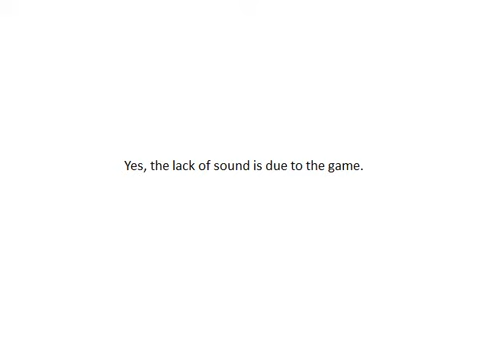 Yes, the lack of sound is due to the game.